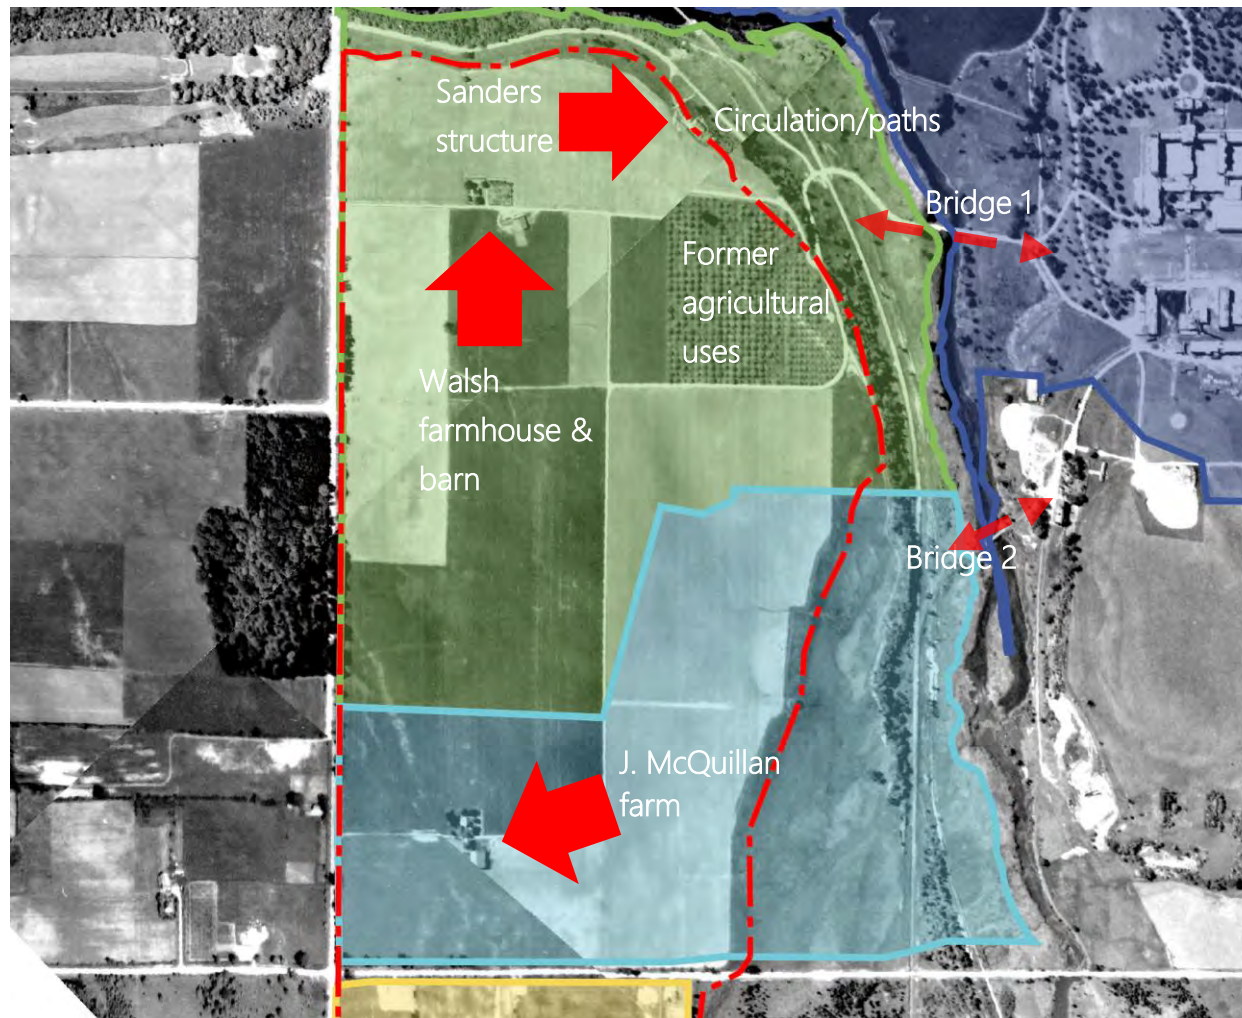 Sanders
structure
Circulation/paths
Bridge 1
Former
agricultural
uses
Walsh
farmhouse &
barn
Bridge 2
J. McQuillan
farm